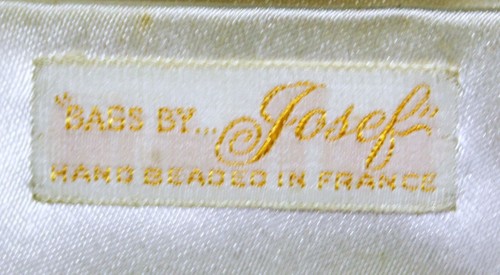 "BAGS BY... Josef"
HAND BEADED IN FRANCE